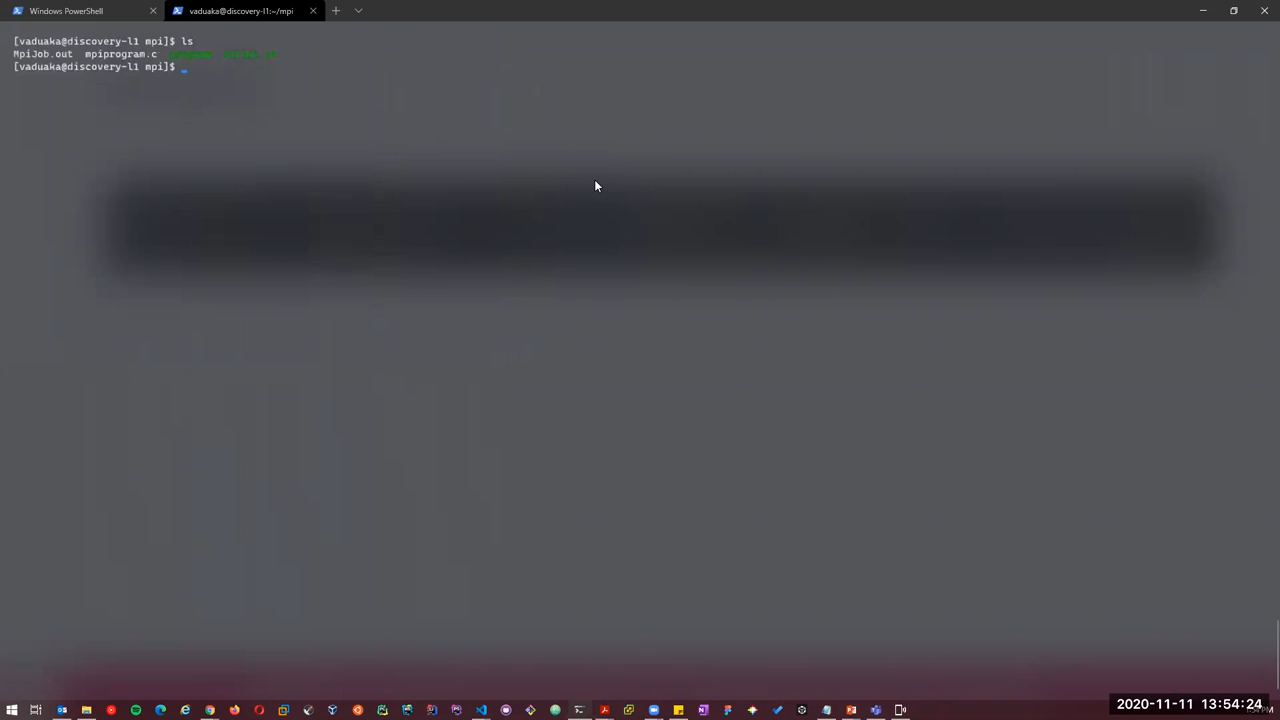 Windows PowerShell
vaduaka@discovery-l1:~/mpi
[vaduaka@discovery-l1 mpi]$ ls
MpiJob.out mpiprogram.c
[vaduaka@discovery-l1 mpi]$
2020-11-11 13:54:24